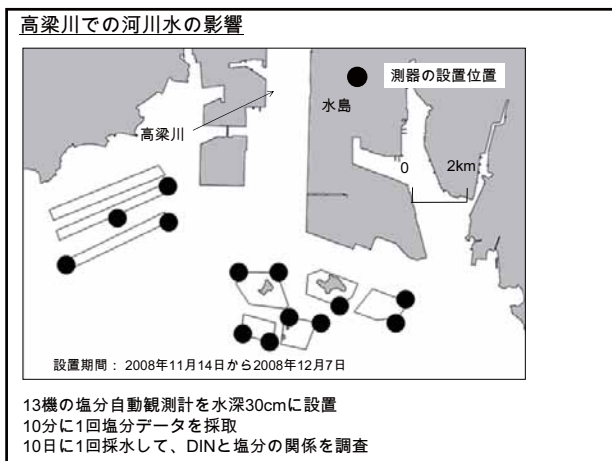 高梁川での河川水の影響
測器の設置位置
水島
高梁川
0 2km
設置期間： 2008年11月14日から2008年12月7日
13機の塩分自動観測計を水深30cmに設置
10分に1回塩分データを採取
10日に1回採水して、DINと塩分の関係を調査